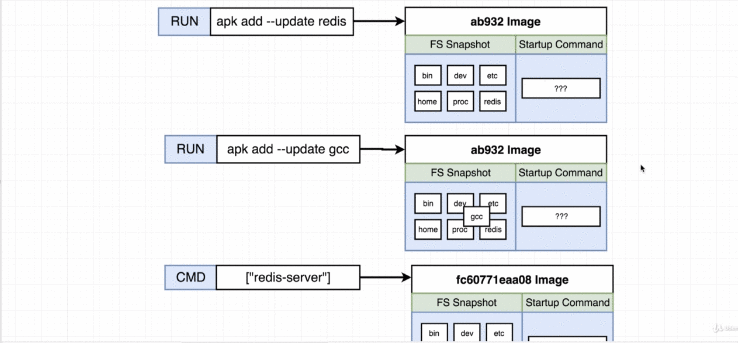 RUN apk add --update redis
ab932 Image
FS Snapshot Startup Command
bin dev etc
???
home proc redis
RUN apk add --update gcc
ab932 Image
FS Snapshot Startup Command
bin dev etc
gcc ???
home proc redis
CMD ["redis-server"]
fc60771eaa08 Image
FS Snapshot Startup Command
bin dev etc